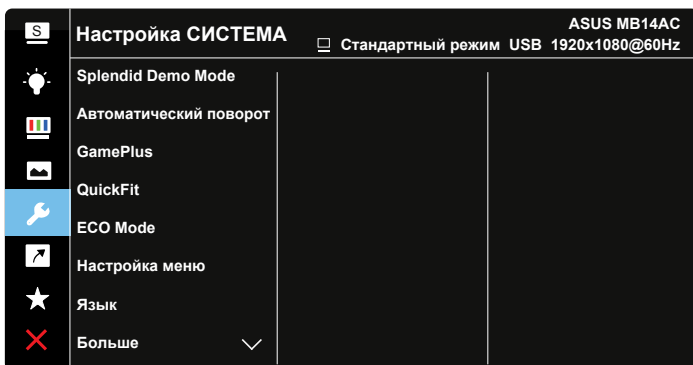 S
Настройка СИСТЕМА
ASUS MB14AC
Стандартный режим USB 1920x1080@60Hz
Splendid Demo Mode
Автоматический поворот
GamePlus
QuickFit
ECO Mode
Настройка меню
Язык
Больше